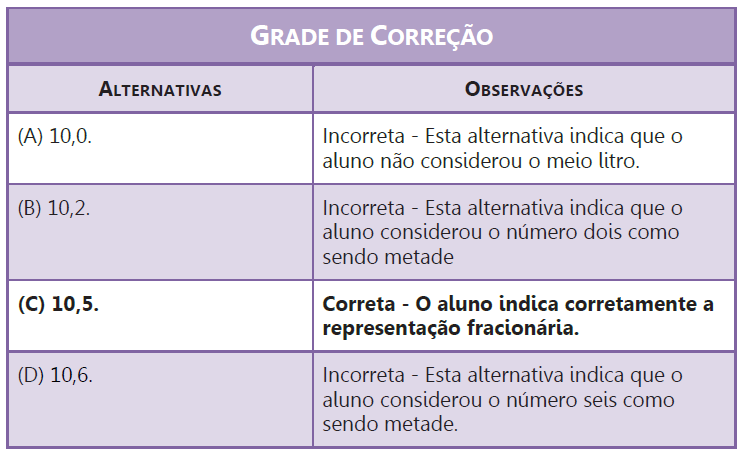 GRADE DE CORREÇÃO
ALTERNATIVAS
OBSERVAÇÕES
(A) 10,0.
Incorreta - Esta alternativa indica que o
aluno não considerou o meio litro.
(B) 10,2.
Incorreta - Esta alternativa indica que o
aluno considerou o número dois como
sendo metade
(C) 10,5.
Correta - O aluno indica corretamente a
representação fracionária.
(D) 10,6.
Incorreta - Esta alternativa indica que o
aluno considerou o número seis como
sendo metade.